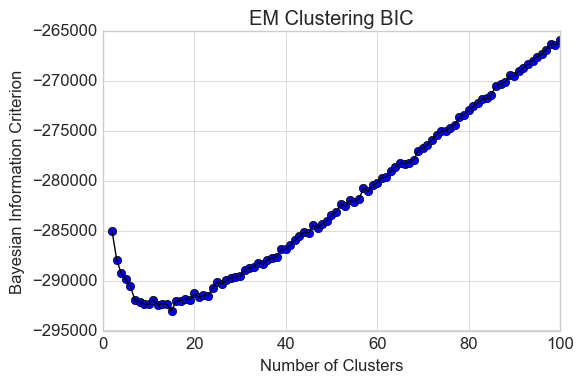 EM Clustering BIC
−265000
−270000
−275000
−280000
−285000
−290000
−295000
Bayesian Information Criterion
0 20 40 60 80 100
Number of Clusters